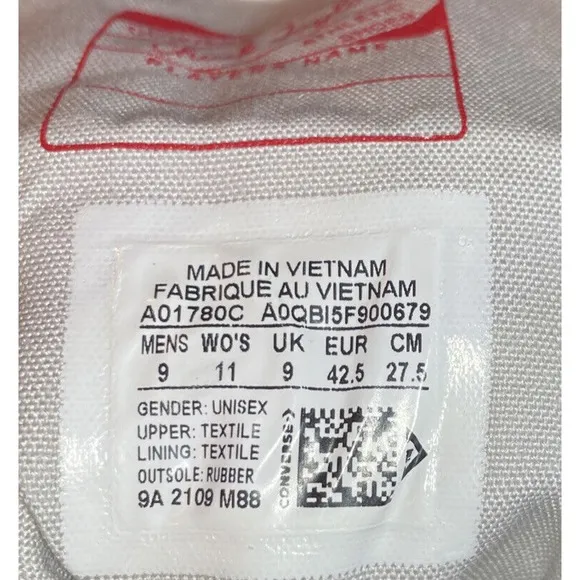 PLAYER'S NAME
MADE IN VIETNAM
FABRIQUE AU VIETNAM
A01780C A0QBI5F900679
MENS WO'S UK EUR CM
9 11 9 42.5 27.5
GENDER: UNISEX
UPPER: TEXTILE
LINING: TEXTILE
OUTSOLE: RUBBER
9A 2109 M88
CONVERSE